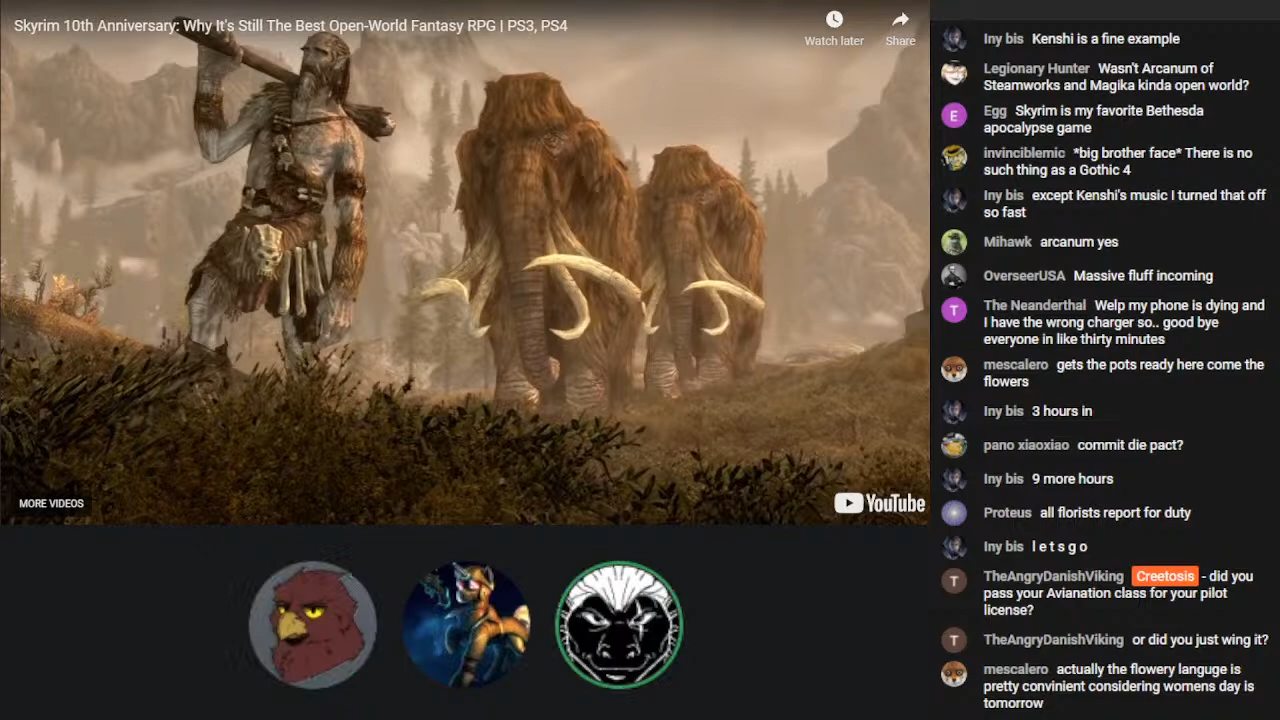 Skyrim 10th Anniversary: Why It's Still The Best Open-World Fantasy RPG | PS3, PS4
Watch later
Share
MORE VIDEOS
YouTube
Iny bis Kenshi is a fine example
Legionary Hunter Wasn't Arcanum of
Steamworks and Magika kinda open world?
E
Egg Skyrim is my favorite Bethesda
apocalypse game
invinciblemic *big brother face* There is no
such thing as a Gothic 4
Iny bis except Kenshi's music I turned that off
so fast
Mihawk arcanum yes
OverseerUSA Massive fluff incoming
T
The Neanderthal Welp my phone is dying and
I have the wrong charger so.. good bye
everyone in like thirty minutes
mescalero gets the pots ready here come the
flowers
Iny bis 3 hours in
pano xiaoxiao commit die pact?
Iny bis 9 more hours
Proteus all florists report for duty
Iny bis l e t s g o
T
TheAngryDanishViking Creetosis - did you
pass your Avianation class for your pilot
license?
T
TheAngryDanishViking or did you just wing it?
mescalero actually the flowery languge is
pretty convinient considering womens day is
tomorrow